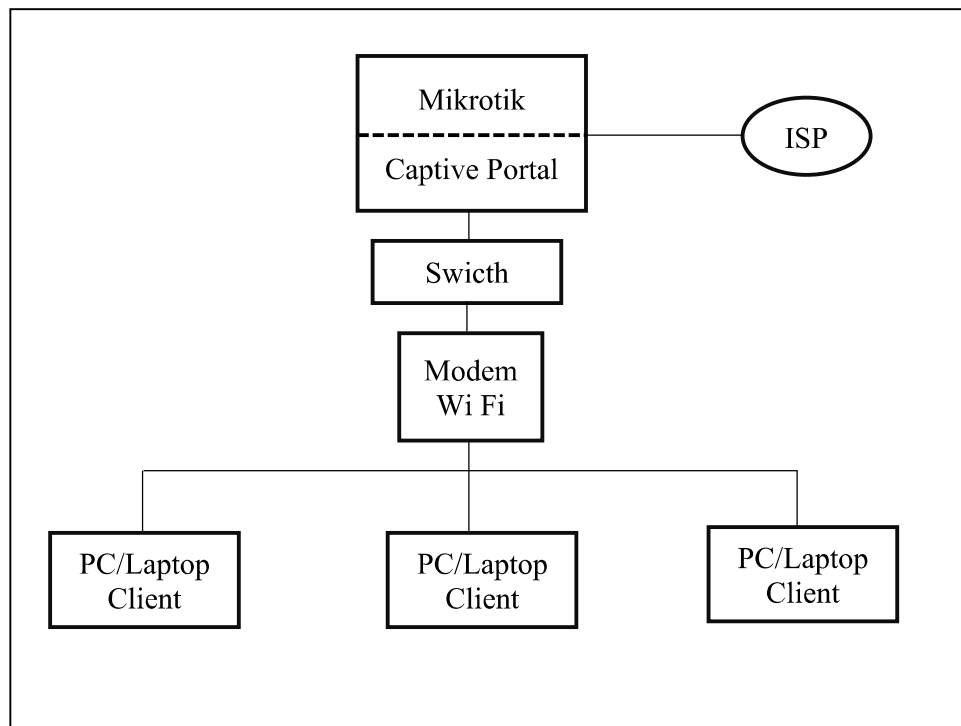 Mikrotik
Captive Portal
ISP
Swicth
Modem
Wi Fi
PC/Laptop
Client
PC/Laptop
Client
PC/Laptop
Client